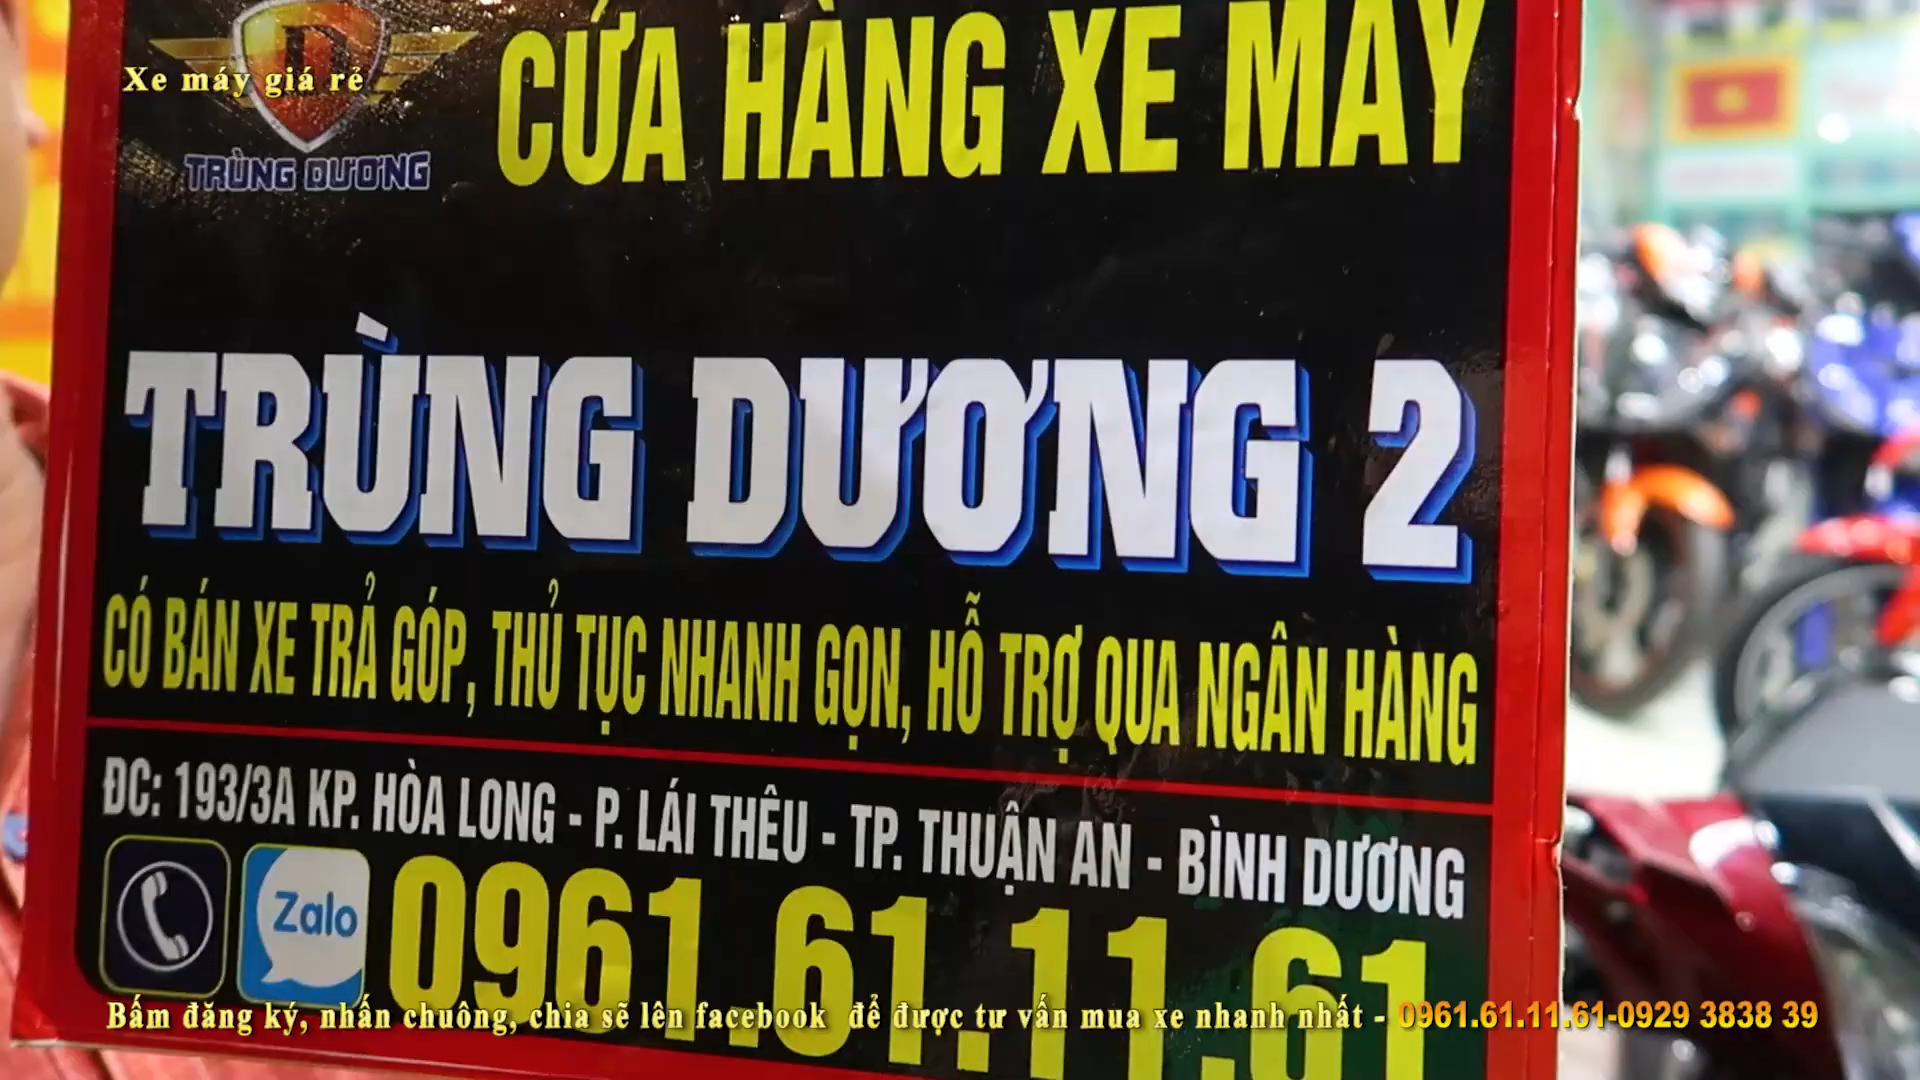 CỬA HÀNG XE MÁY
Xe máy giá rẻ
TRÙNG DƯƠNG
TRÙNG DƯƠNG 2
CÓ BÁN XE TRẢ GÓP, THỦ TỤC NHANH GỌN, HỖ TRỢ QUA NGÂN HÀNG
ĐC: 193/3A KP. HÒA LONG - P. LÁI THÊU - TP. THUẬN AN - BÌNH DƯƠNG
Zalo 0961.61.11.61
Bấm đăng ký, nhấn chuông, chia sẽ lên facebook để được tư vấn mua xe nhanh nhất - 0961.61.11.61-0929 3838 39